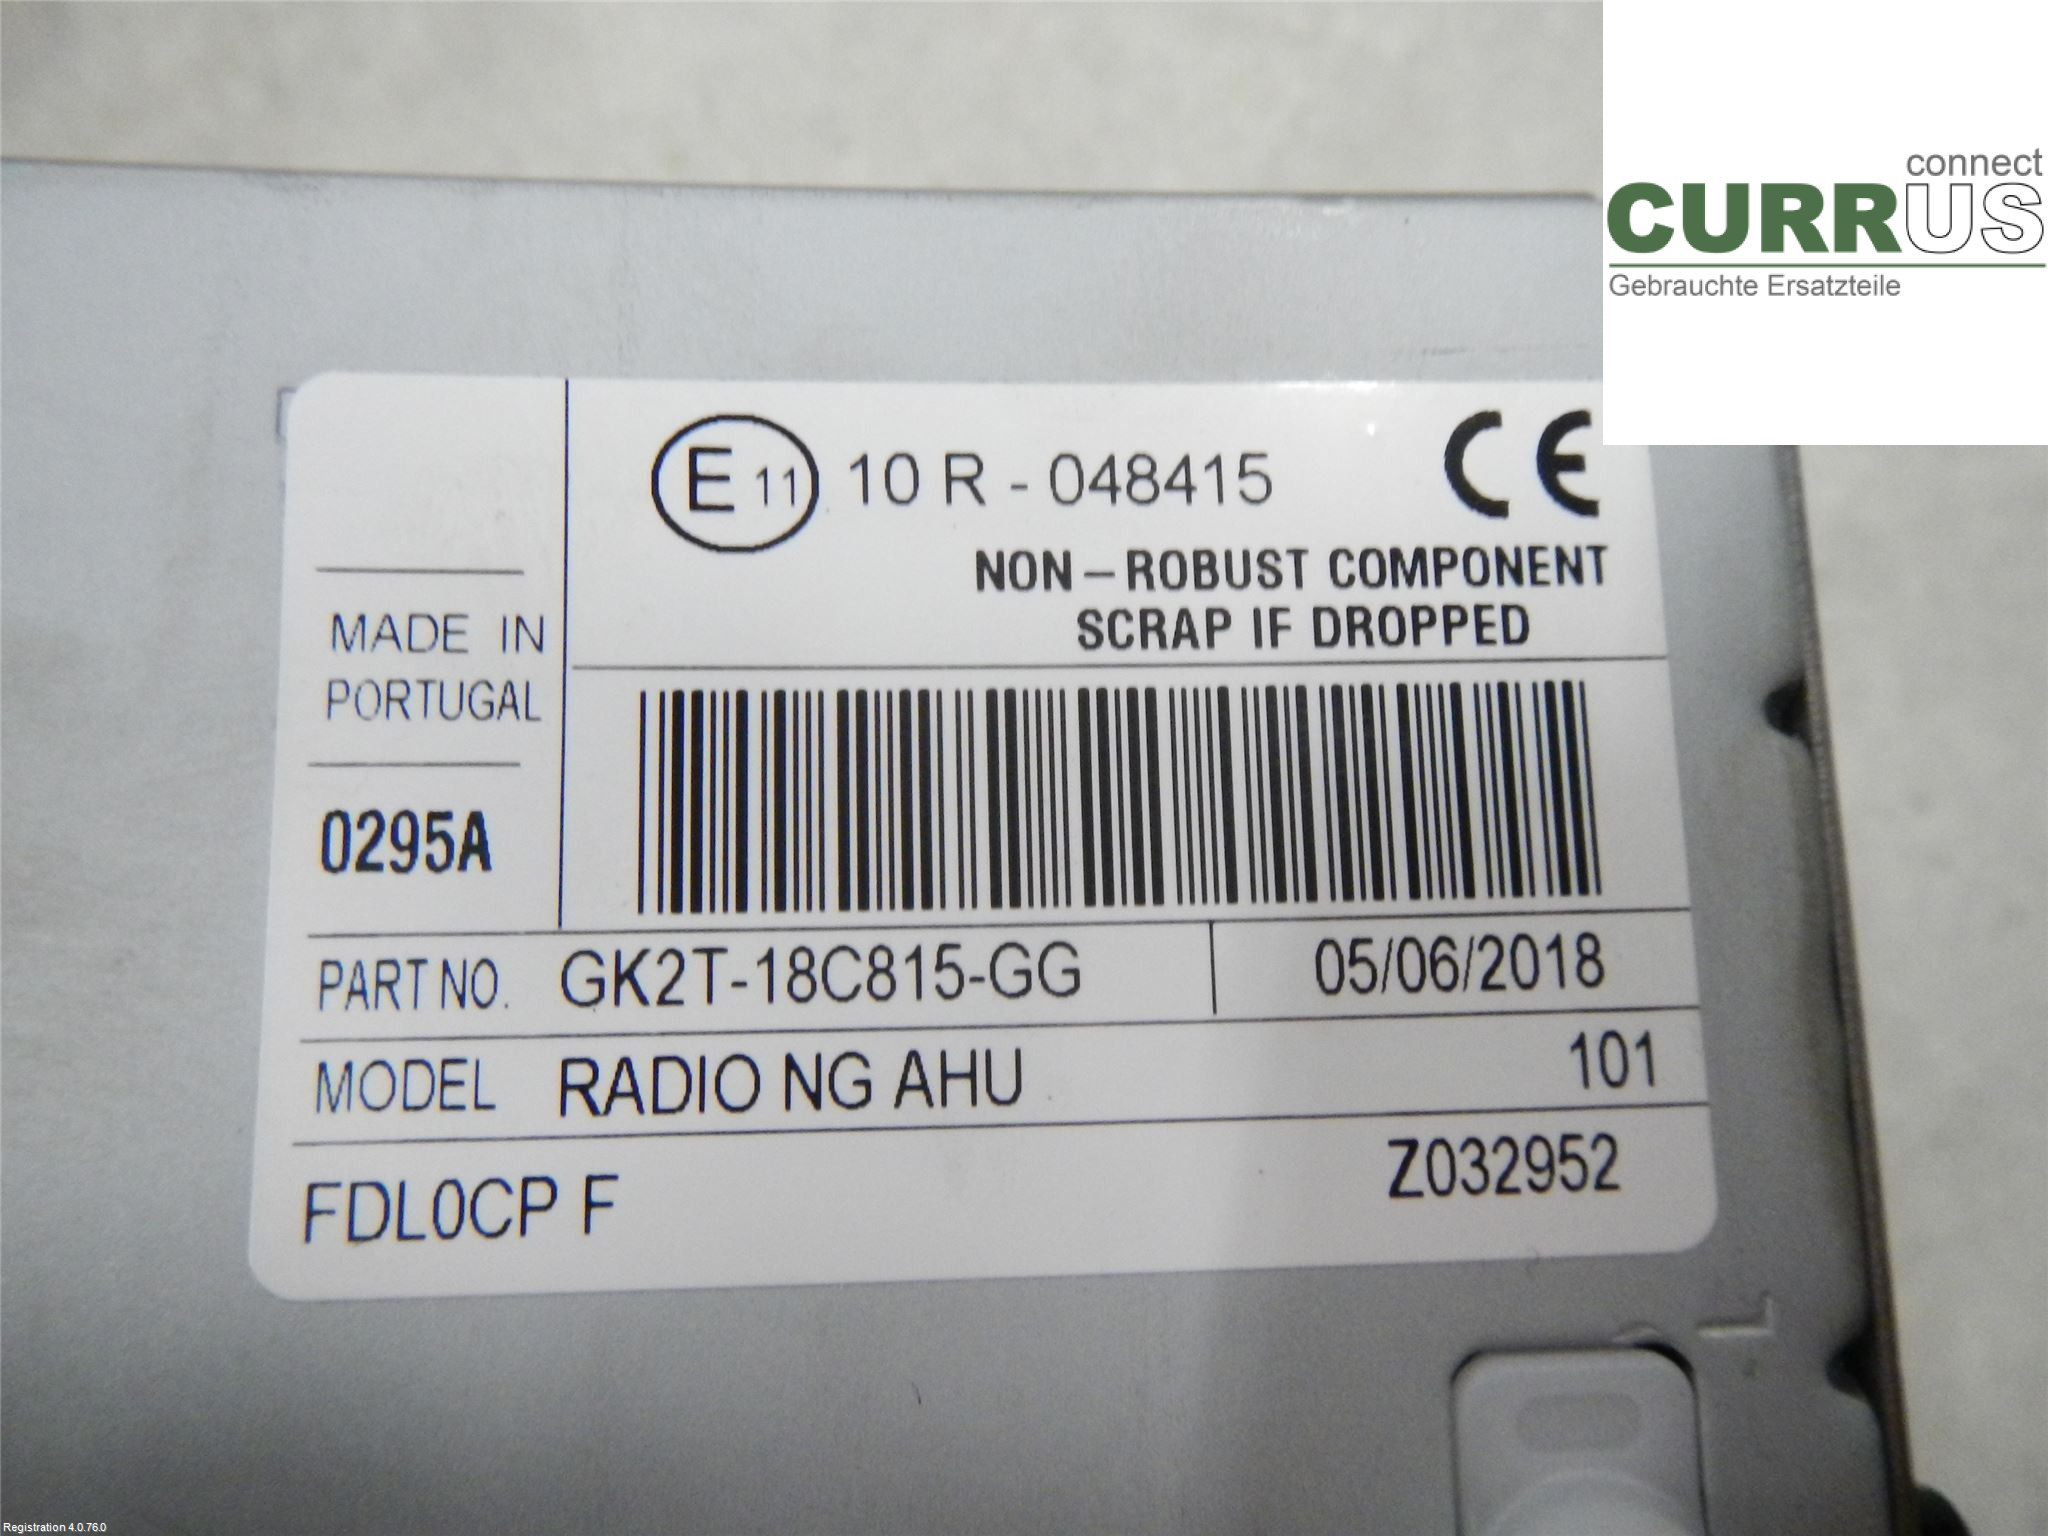 connect
CURRUS
Gebrauchte Ersatzteile
E 11 10 R - 048415 CE
NON - ROBUST COMPONENT
SCRAP IF DROPPED
MADE IN
PORTUGAL
0295A
PART NO. GK2T-18C815-GG 05/06/2018
MODEL RADIO NG AHU 101
FDL0CP F Z032952
L
Registration 4.0.76.0